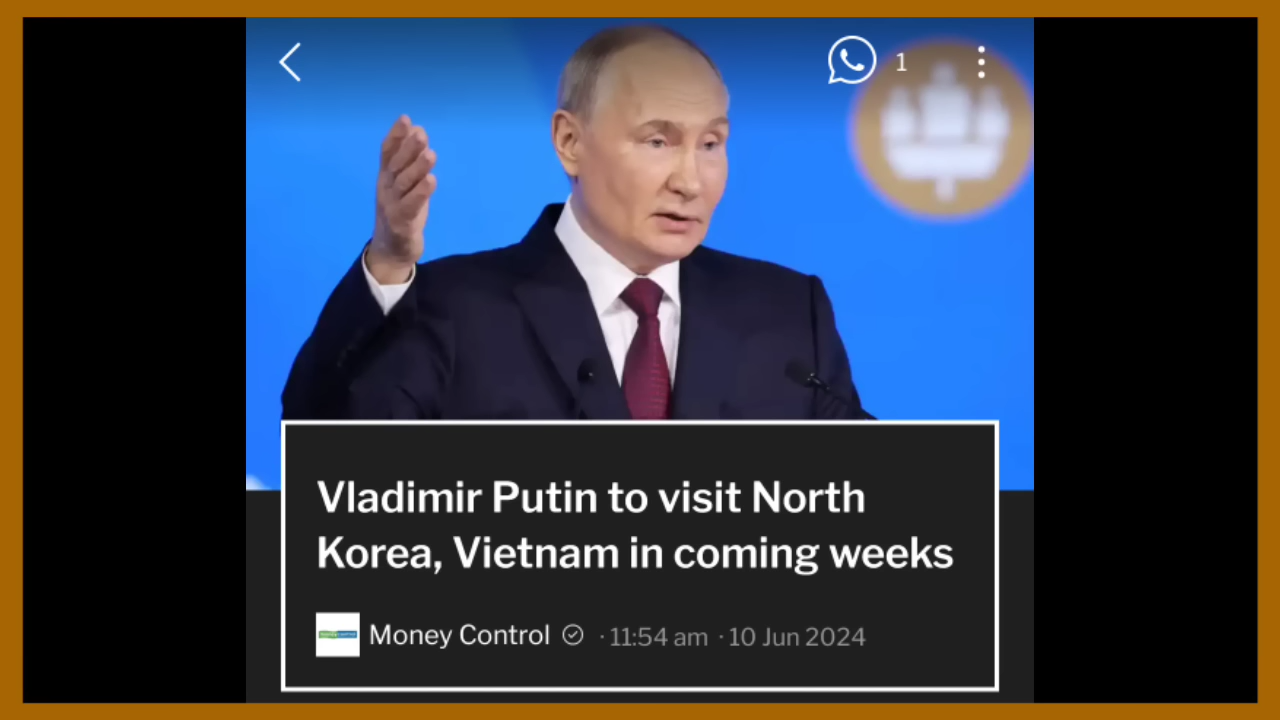 1
Vladimir Putin to visit North
Korea, Vietnam in coming weeks
Money Control · 11:54 am · 10 Jun 2024